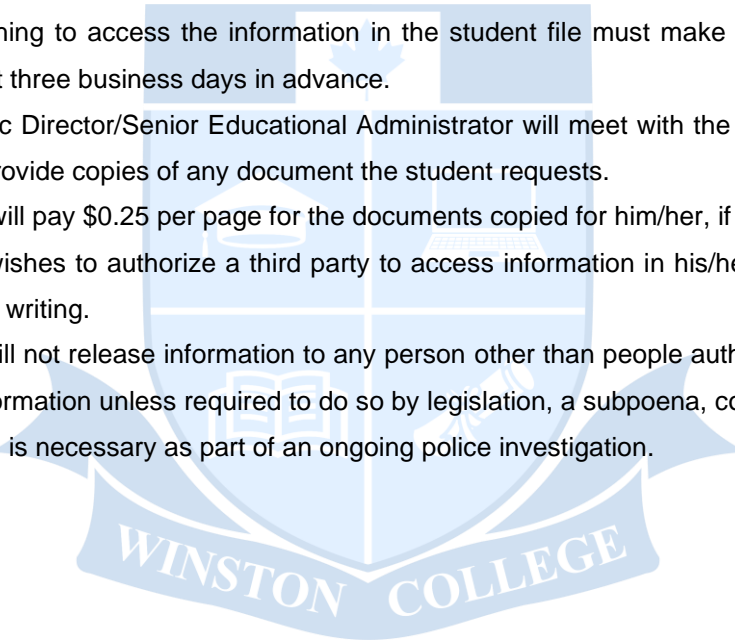 to access the information in the student file must make
three business days in advance.
Director/Senior Educational Administrator will meet with the
provide copies of any document the student requests.
will pay $0.25 per page for the documents copied for him/her, if
wishes to authorize a third party to access information in his/he
writing.
ill not release information to any person other than people auth
ormation unless required to do so by legislation, a subpoena, co
is necessary as part of an ongoing police investigation.
WINSTON COLLEGE